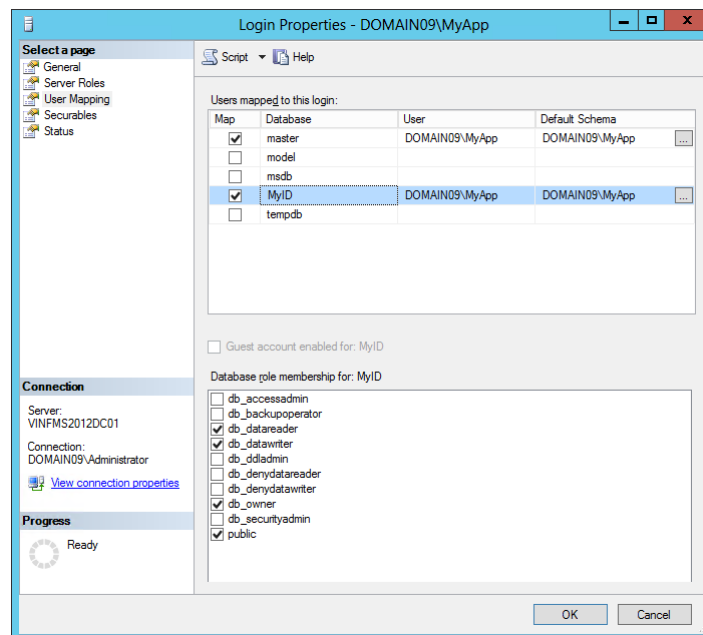 Login Properties - DOMAIN09\MyApp
Select a page
General
Server Roles
User Mapping
Securables
Status
Script Help
Users mapped to this login:
Map Database User Default Schema
master DOMAIN09\MyApp DOMAIN09\MyApp ...
model
msdb
MyID DOMAIN09\MyApp DOMAIN09\MyApp ...
tempdb
Guest account enabled for: MyID
Database role membership for: MyID
db_accessadmin
db_backupoperator
db_datareader
db_datawriter
db_ddladmin
db_denydatareader
db_denydatawriter
db_owner
db_securityadmin
public
Connection
Server:
VINFMS2012DC01
Connection:
DOMAIN09\Administrator
View connection properties
Progress
Ready
OK Cancel